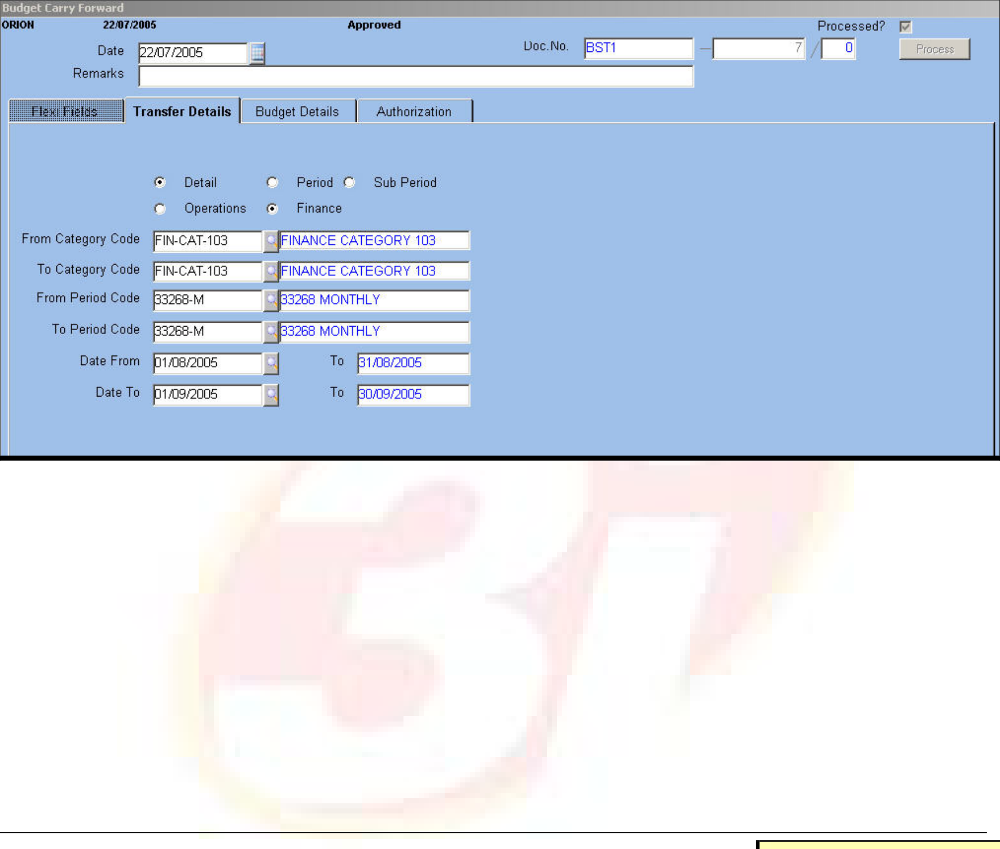 Budget Carry Forward
ORION 22/07/2005 Approved Processed?
Date 22/07/2005 Doc.No. BST1 — 7 / 0 Process
Remarks
Flexi Fields Transfer Details Budget Details Authorization
Detail Period Sub Period
Operations Finance
From Category Code FIN-CAT-103 FINANCE CATEGORY 103
To Category Code FIN-CAT-103 FINANCE CATEGORY 103
From Period Code 33268-M 33268 MONTHLY
To Period Code 33268-M 33268 MONTHLY
Date From 01/08/2005 To 31/08/2005
Date To 01/09/2005 To 30/09/2005